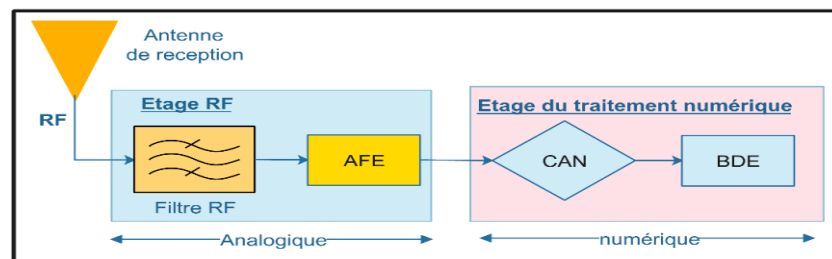 Antenne
de reception
RF
Etage RF
Etage du traitement numérique
AFE
CAN
BDE
Filtre RF
Analogique
numérique